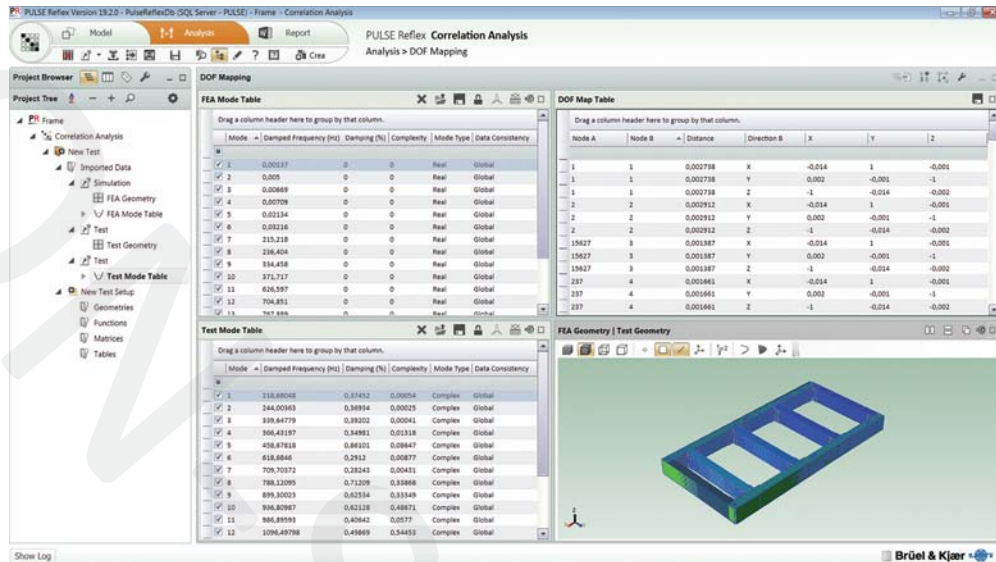 PULSE Reflex Version 19.2.0 - PulseReflexDb (SQL Server - PULSE) - Frame - Correlation Analysis
Model Analysis Report
PULSE Reflex Correlation Analysis
Analysis > DOF Mapping
Crea
Project Browser
DOF Mapping
Project Tree
Frame
Correlation Analysis
New Test
Imported Data
Simulation
FEA Geometry
FEA Mode Table
Test
Test Geometry
Test
Test Mode Table
New Test Setup
Geometries
Functions
Matrices
Tables
FEA Mode Table
Drag a column header here to group by that column.
Mode Damped Frequency (Hz) Damping (%) Complexity Mode Type Data Consistency
1 0,00137 0 0 Real Global
2 0,005 0 0 Real Global
3 0,00669 0 0 Real Global
4 0,00709 0 0 Real Global
5 0,02134 0 0 Real Global
6 0,03216 0 0 Real Global
7 215,218 0 0 Real Global
8 236,404 0 0 Real Global
9 334,458 0 0 Real Global
10 371,717 0 0 Real Global
11 626,597 0 0 Real Global
12 704,851 0 0 Real Global
13 0 0 Real Global
DOF Map Table
Drag a column header here to group by that column.
Node A Node B Distance Direction B X Y Z
1 1 0,002738 X -0,014 1 -0,001
1 1 0,002738 Y 0,002 -0,001 -1
1 1 0,002738 Z -1 -0,014 -0,002
2 2 0,002912 X -0,014 1 -0,001
2 2 0,002912 Y 0,002 -0,001 -1
2 2 0,002912 Z -1 -0,014 -0,002
15627 3 0,001387 X -0,014 1 -0,001
15627 3 0,001387 Y 0,002 -0,001 -1
15627 3 0,001387 Z -1 -0,014 -0,002
237 4 0,001661 X -0,014 1 -0,001
237 4 0,001661 Y 0,002 -0,001 -1
237 4 0,001661 Z -1 -0,014 -0,002
Test Mode Table
Drag a column header here to group by that column.
Mode Damped Frequency (Hz) Damping (%) Complexity Mode Type Data Consistency
1 218,68048 0,37452 0,00054 Complex Global
2 244,00363 0,36934 0,00025 Complex Global
3 339,64779 0,39202 0,00041 Complex Global
4 366,43197 0,34981 0,01318 Complex Global
5 458,67818 0,86101 0,08647 Complex Global
6 618,6846 0,2912 0,00877 Complex Global
7 709,70372 0,28243 0,00431 Complex Global
8 788,12095 0,71209 0,33868 Complex Global
9 899,30023 0,62534 0,33349 Complex Global
10 936,80987 0,62128 0,48671 Complex Global
11 986,89593 0,40642 0,0577 Complex Global
12 1096,49798 0,49869 0,54453 Complex Global
FEA Geometry | Test Geometry
Show Log
Brüel & Kjær